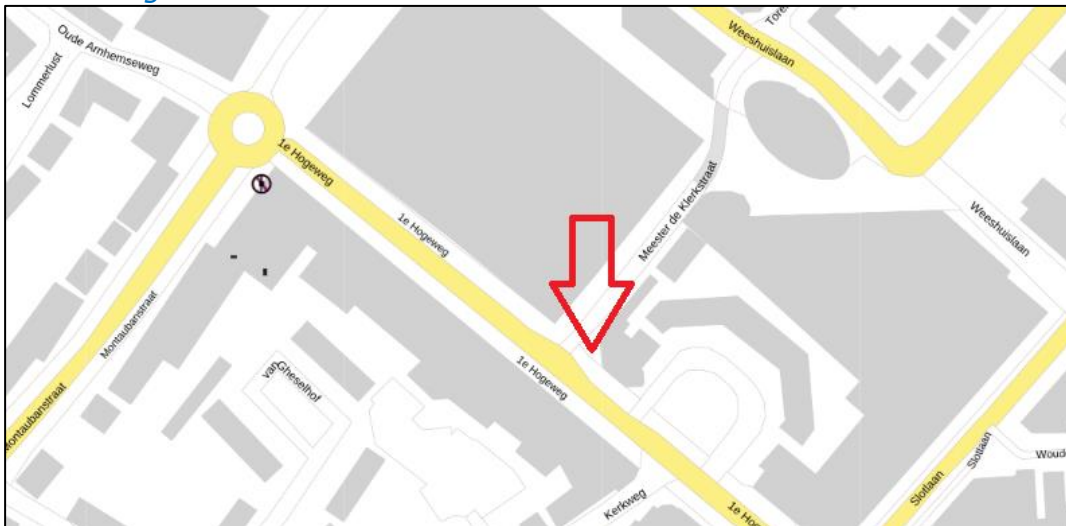 Oude Arnhemseweg
Lommerlust
Weeshuislaan
1e Hogeweg
1e Hogeweg
Meester de Klerkstraat
Weeshuislaan
Montaubanstraat
1e Hogeweg
van
Gheselhof
Montaubanstraat
Slotlaan
Slotlaan
Kerkweg